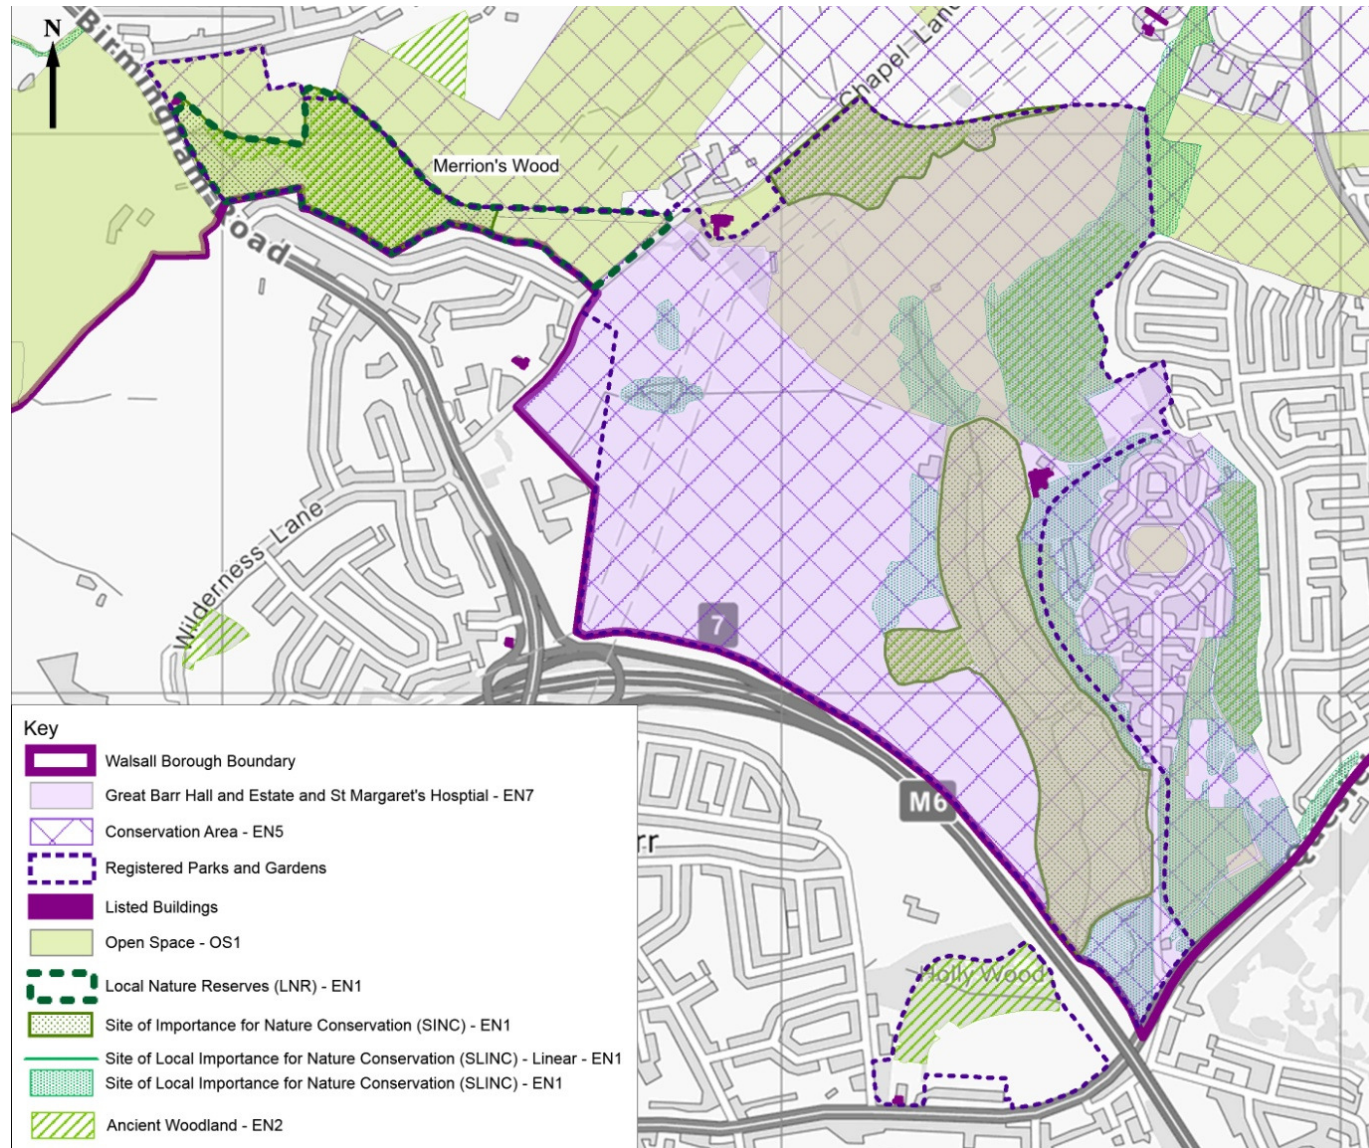 N
Birmingham Road
Chapel Lane
Merrion's Wood
Wilderness Lane
7
M6
rr
Holly Wood
Key
Walsall Borough Boundary
Great Barr Hall and Estate and St Margaret's Hosptial - EN7
Conservation Area - EN5
Registered Parks and Gardens
Listed Buildings
Open Space - OS1
Local Nature Reserves (LNR) - EN1
Site of Importance for Nature Conservation (SINC) - EN1
Site of Local Importance for Nature Conservation (SLINC) - Linear - EN1
Site of Local Importance for Nature Conservation (SLINC) - EN1
Ancient Woodland - EN2